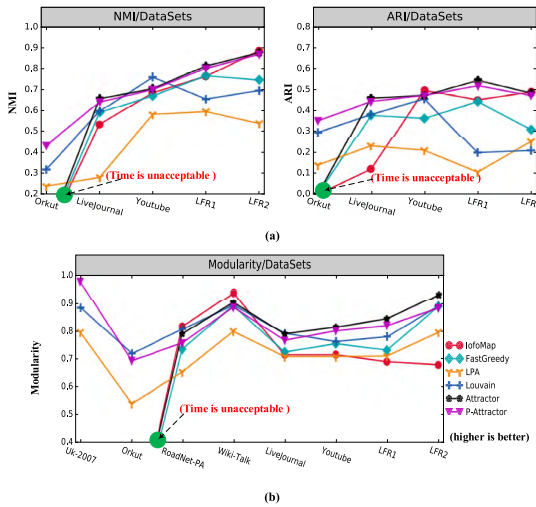 NMI/DataSets
NMI
0.8
0.7
0.6
0.5
0.4
0.3
0.2
1.0
(Time is unacceptable )
Orkut
LiveJournal
Youtube
LFR1
LFR2
ARI/DataSets
ARI
0.8
0.7
0.6
0.5
0.4
0.3
0.2
0.1
0.0
(Time is unacceptable )
Orkut
LiveJournal
Youtube
LFR1
LFR2
(a)
Modularity/DataSets
Modularity
1.0
0.9
0.8
0.7
0.6
0.5
0.4
(Time is unacceptable )
Uk-2007
Orkut
RoadNet-PA
Wiki-Talk
LiveJournal
Youtube
LFR1
LFR2
IofoMap
FastGreedy
LPA
Louvain
Attractor
P-Attractor
(higher is better)
(b)